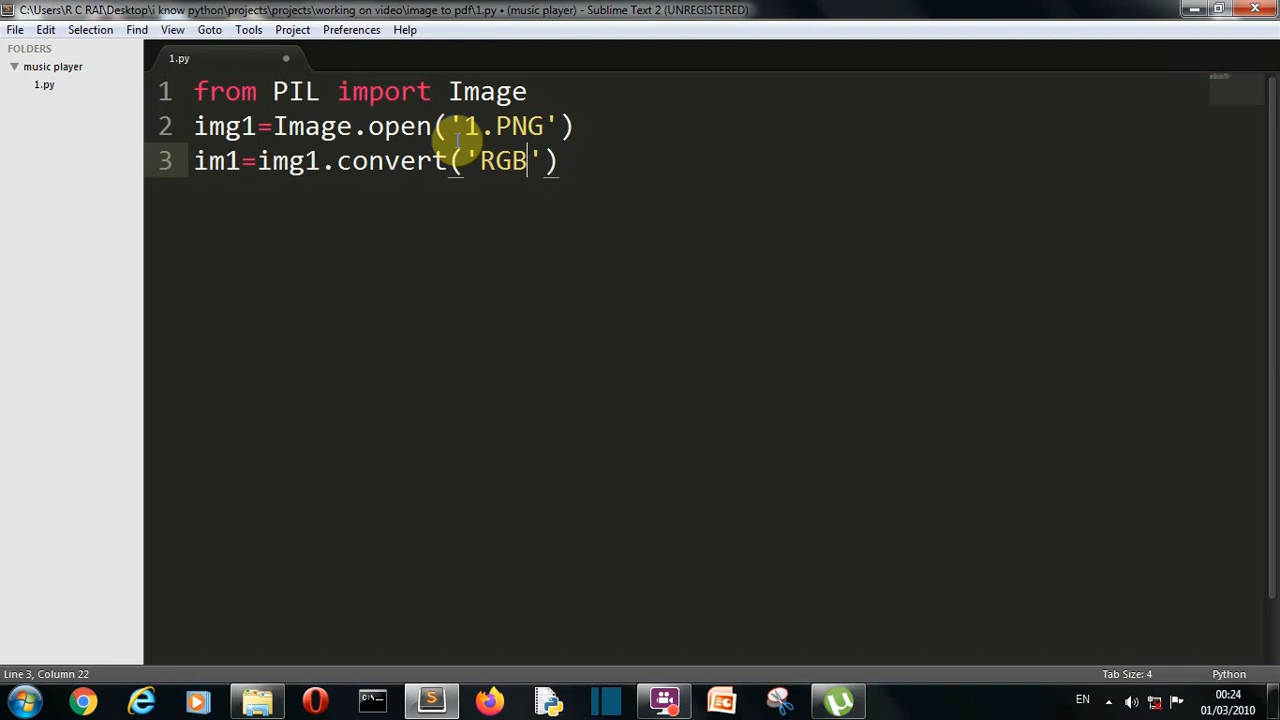 C:\Users\R C RAI\Desktop\i know python\projects\projects\working on video\image to pdf\1.py • (music player) - Sublime Text 2 (UNREGISTERED)
File Edit Selection Find View Goto Tools Project Preferences Help
FOLDERS
music player
1.py
1.py
1 from PIL import Image
2 img1=Image.open('1.PNG')
3 im1=img1.convert('RGB')
Line 3, Column 22
Tab Size: 4
Python
EN
00:24
01/03/2010